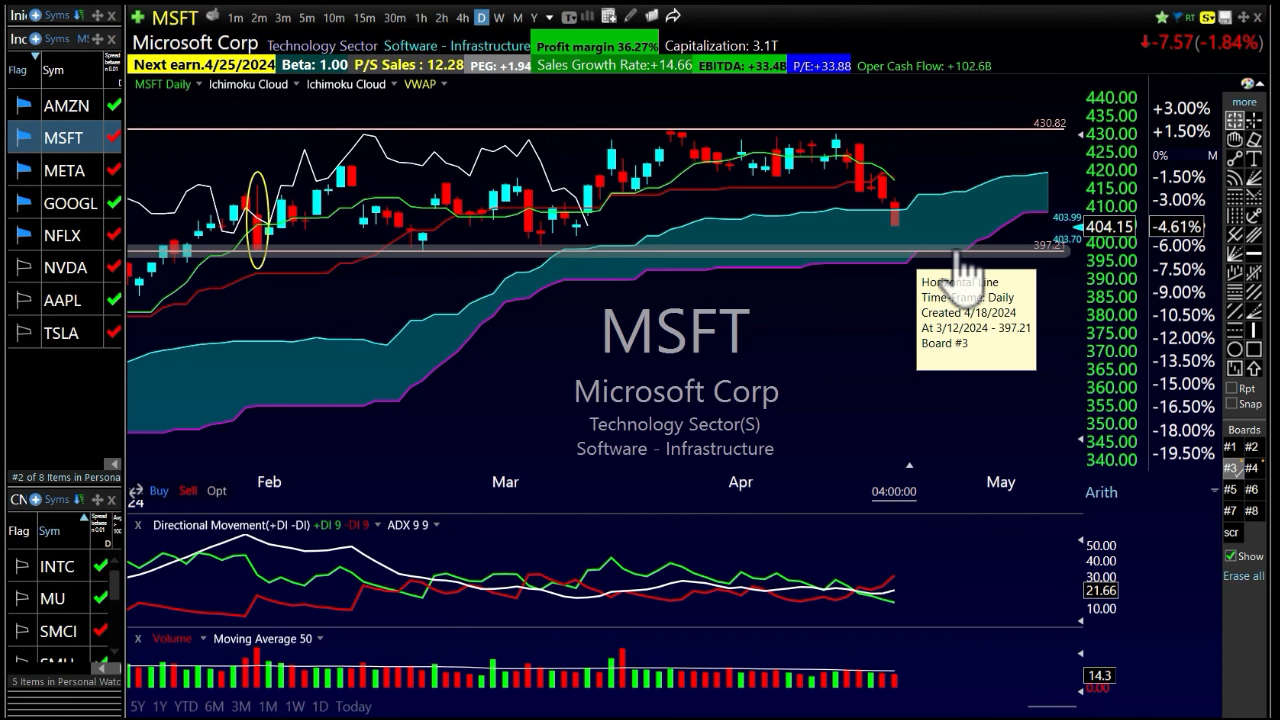 MSFT 1m 2m 3m 5m 10m 15m 30m 1h 2h 4h D W M Y RT S
Microsoft Corp Technology Sector Software - Infrastructure Profit margin 36.27% Capitalization: 3.1T
-7.57(-1.84%)
Next earn.4/25/2024 Beta: 1.00 P/S Sales : 12.28 PEG: +1.94 Sales Growth Rate:+14.66 EBITDA: +33.4B P/E:+33.88 Oper Cash Flow: +102.6B
MSFT Daily Ichimoku Cloud Ichimoku Cloud VWAP
Syms
Flag Sym
AMZN
MSFT
META
GOOGL
NFLX
NVDA
AAPL
TSLA
#2 of 8 Items in Persona
Syms
Flag Sym
INTC
MU
SMCI
5 Items in Personal Watc
430.82
403.99
403.70
404.15
-4.61%
440.00
435.00
430.00
425.00
420.00
415.00
410.00
400.00
395.00
390.00
385.00
380.00
375.00
370.00
365.00
360.00
355.00
350.00
345.00
340.00
+3.00%
+1.50%
0% M
-1.50%
-3.00%
-6.00%
-7.50%
-9.00%
-10.50%
-12.00%
-13.50%
-15.00%
-16.50%
-18.00%
-19.50%
Horizontal Line
Time-Frame: Daily
Created 4/18/2024
At 3/12/2024 - 397.21
Board #3
MSFT
Microsoft Corp
Technology Sector(S)
Software - Infrastructure
Feb Mar Apr May
Buy Sell Opt
24
04:00:00
Arith
Directional Movement(+DI -DI) +DI 9 -DI 9 ADX 9 9
50.00
40.00
30.00
21.66
10.00
Volume Moving Average 50
14.3
0.00
5Y 1Y YTD 6M 3M 1M 1W 1D Today
more
Rpt
Snap
Boards
#1 #2
#3 #4
#5 #6
#7 #8
scr
Show
Erase all